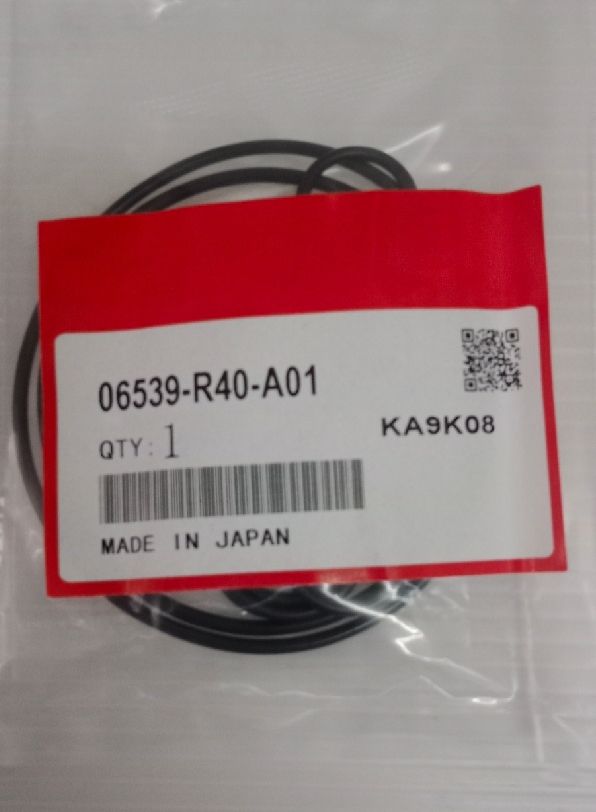 06539-R40-A01
KA9K08
QTY: 1
MADE IN JAPAN